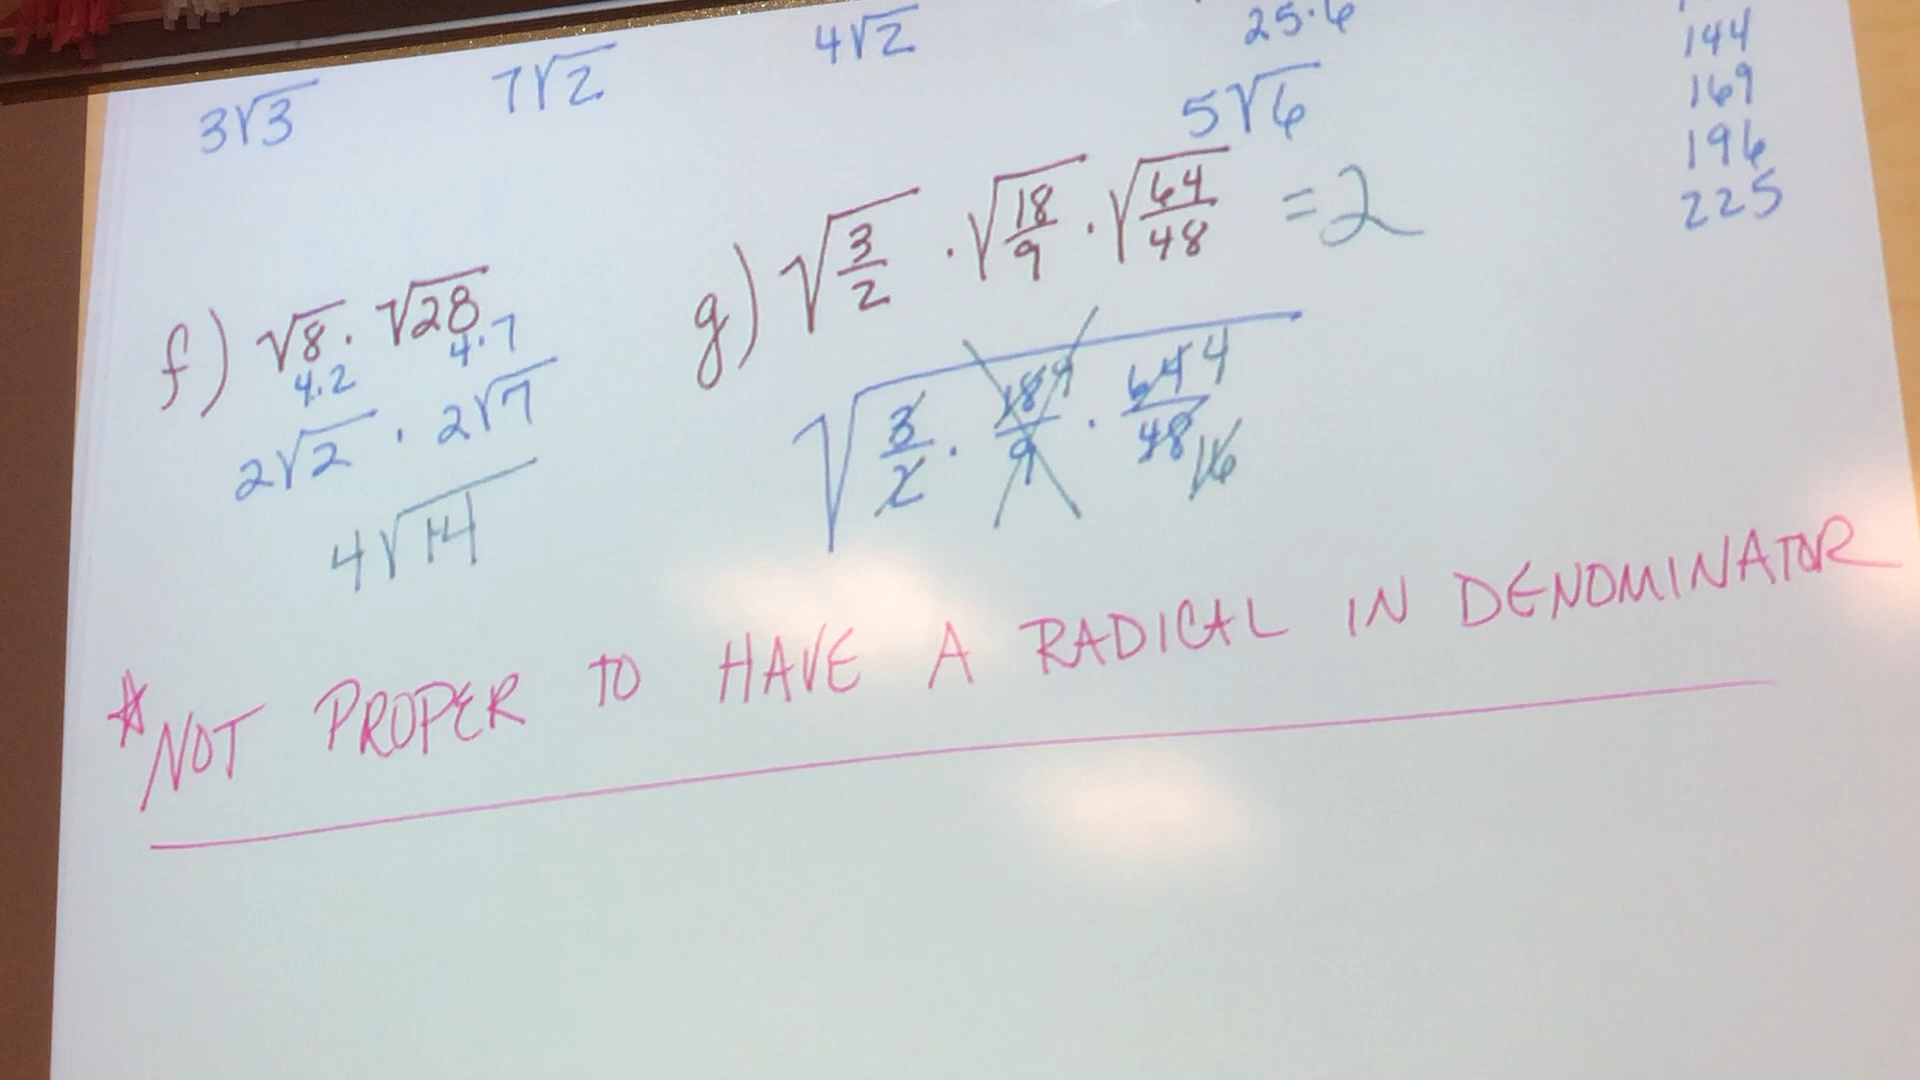 3√3 7√2 4√2 25·6
5√6
144
169
196
225
f) √8 · √28
4·2 4·7
2√2 · 2√7
4√14
g) √3/2 · √18/9 · √64/48 = 2
√3/2 · 18/9 · 64/48 4 16
*NOT PROPER TO HAVE A RADICAL IN DENOMINATOR